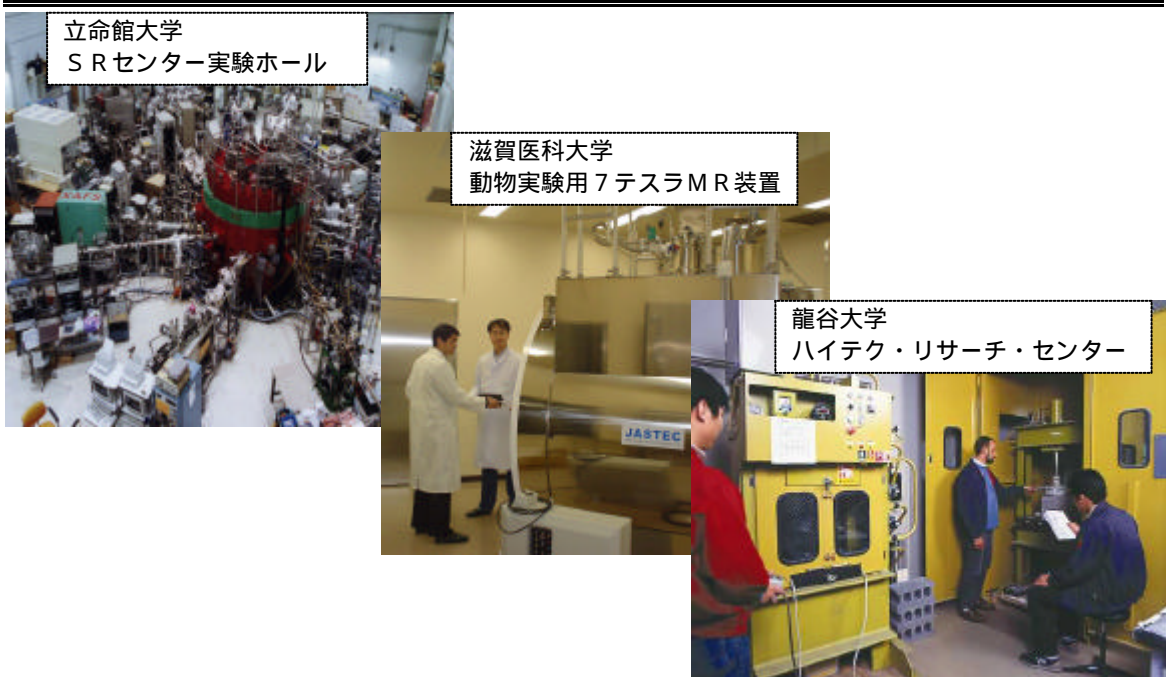 立命館大学
ＳＲセンター実験ホール
滋賀医科大学
動物実験用７テスラＭＲ装置
龍谷大学
ハイテク・リサーチ・センター
XAFS
JASTEC